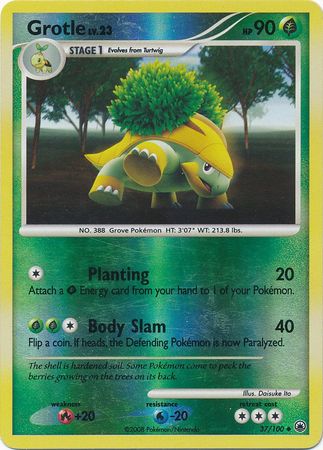 Grotle LV.23
HP 90
STAGE 1 Evolves from Turtwig
NO. 388 Grove Pokémon HT: 3'07" WT: 213.8 lbs.
Planting 20
Attach a Energy card from your hand to 1 of your Pokémon.
Body Slam 40
Flip a coin. If heads, the Defending Pokémon is now Paralyzed.
The shell is hardened soil. Some Pokémon come to peck the
berries growing on the trees on its back.
Illus. Daisuke Ito
weakness resistance retreat cost
+20 -20
©2008 Pokémon/Nintendo 37/100